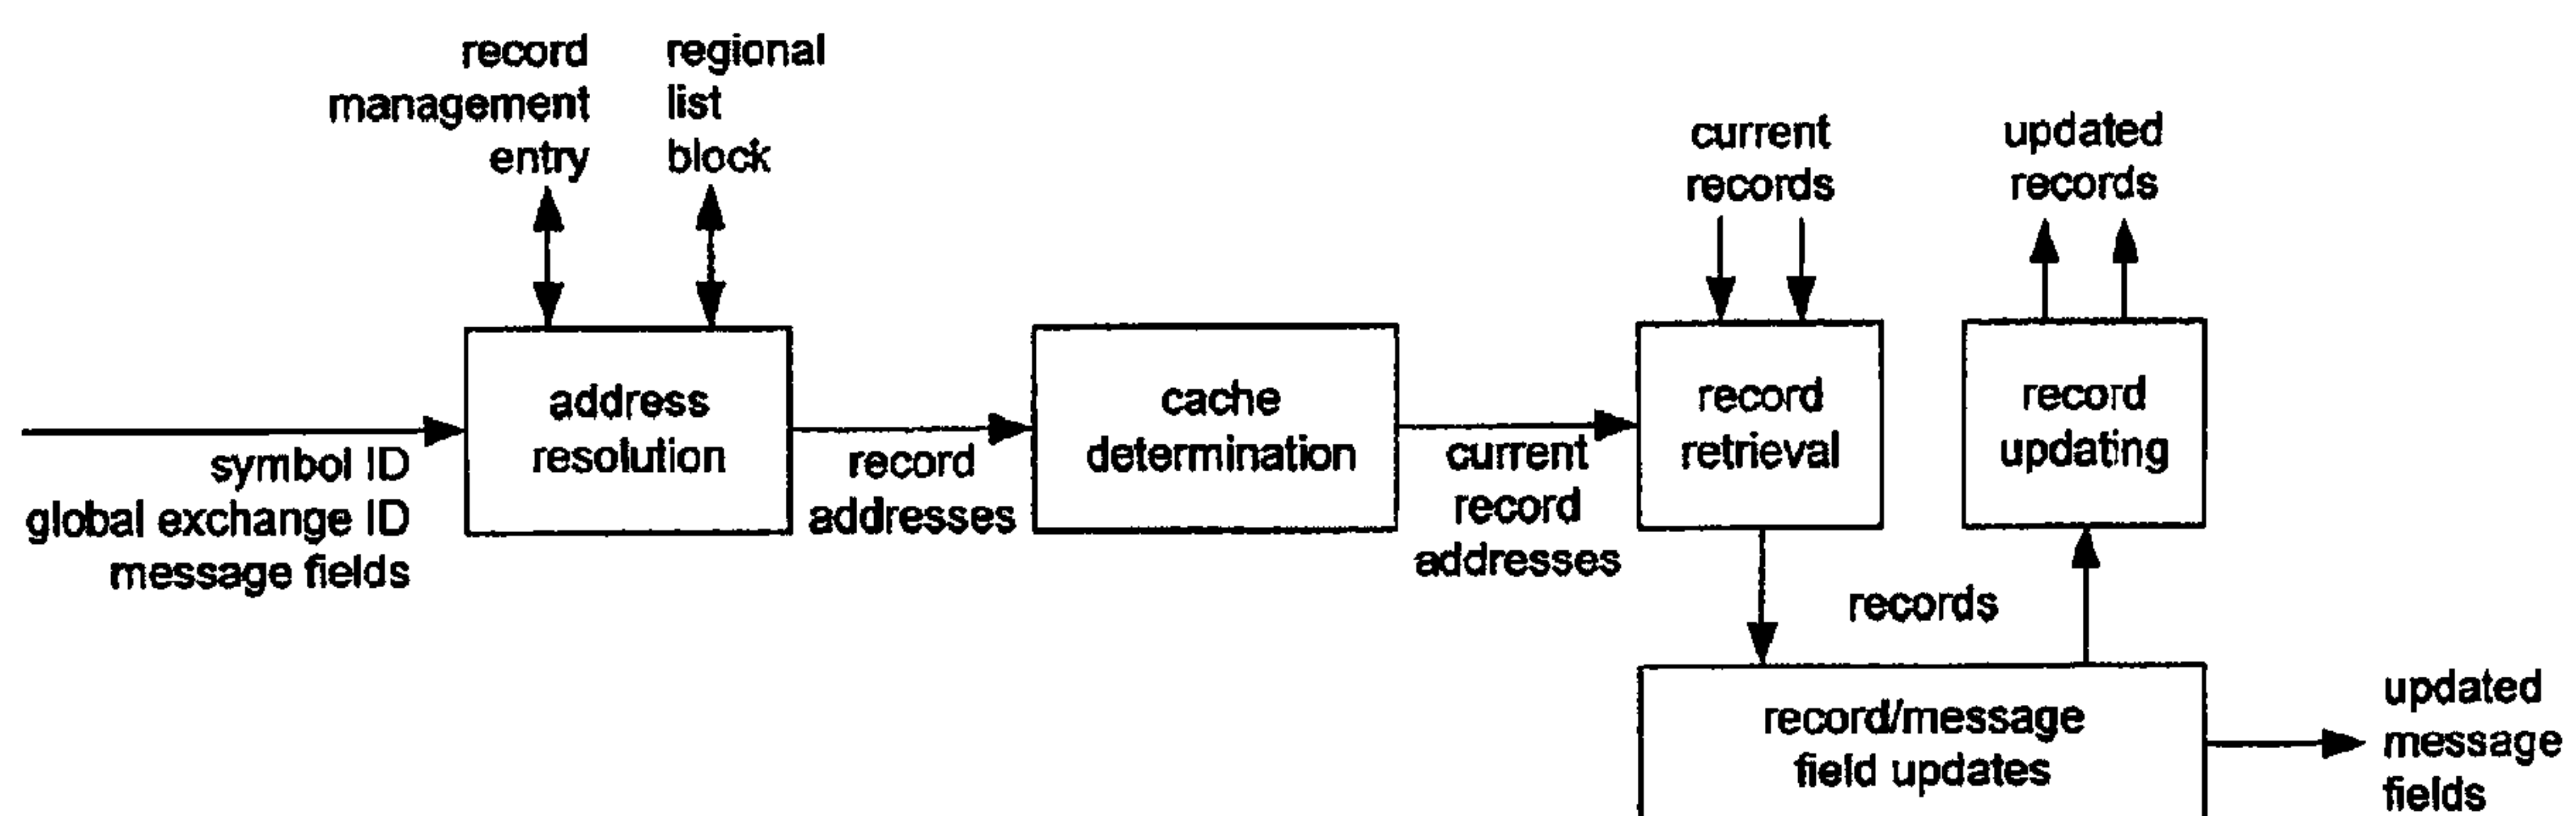 record
management
entry
regional
list
block
current
records
updated
records
address
resolution
cache
determination
record
retrieval
record
updating
symbol ID
global exchange ID
message fields
record
addresses
current
record
addresses
records
record/message
field updates
updated
message
fields